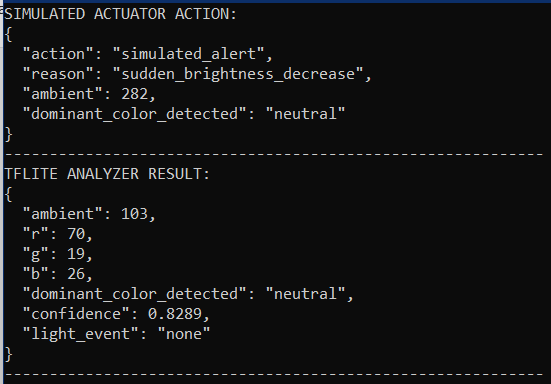 SIMULATED ACTUATOR ACTION:
{
  "action": "simulated_alert",
  "reason": "sudden_brightness_decrease",
  "ambient": 282,
  "dominant_color_detected": "neutral"
}
------------------------------------------------------------
TFLITE ANALYZER RESULT:
{
  "ambient": 103,
  "r": 70,
  "g": 19,
  "b": 26,
  "dominant_color_detected": "neutral",
  "confidence": 0.8289,
  "light_event": "none"
}
------------------------------------------------------------